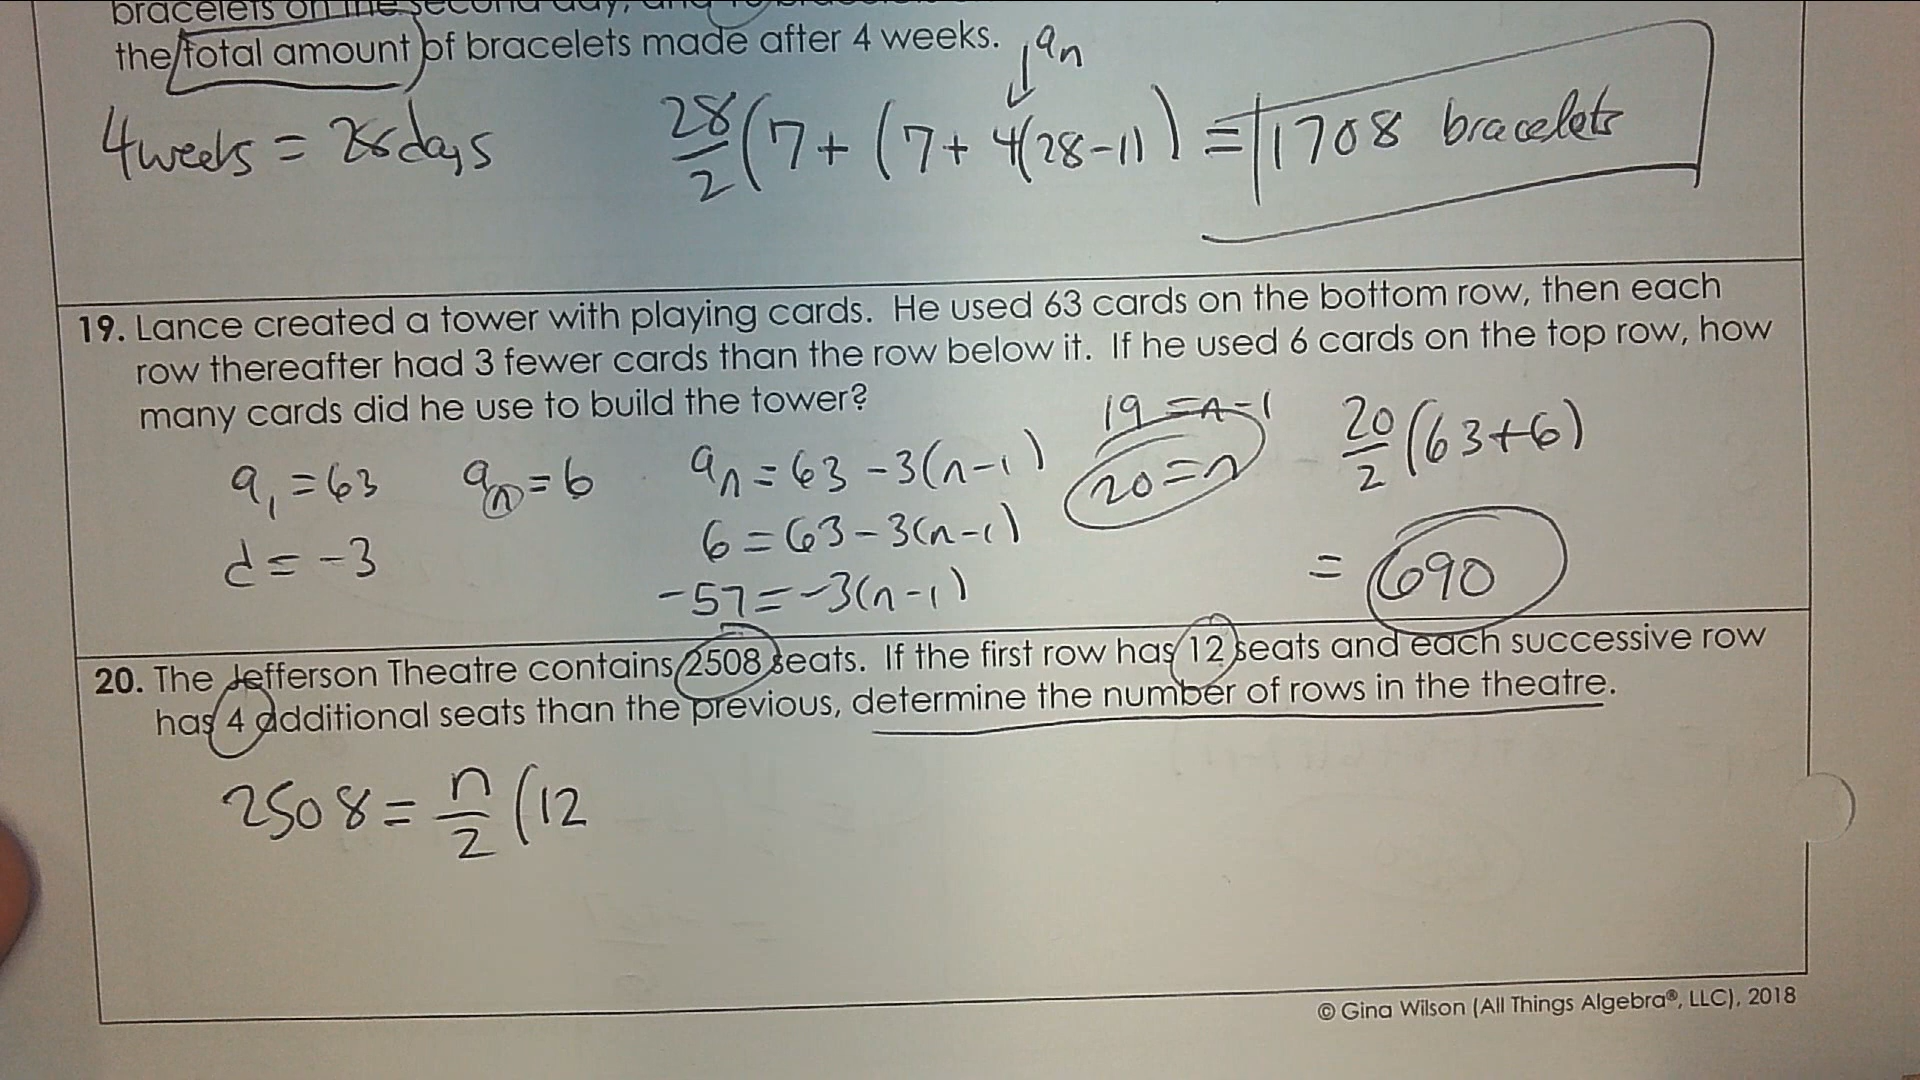 the total amount of bracelets made after 4 weeks.
aₙ
4 weeks = 28 days
28/2 (7 + (7 + 4(28-1)) = 1708 bracelets
19. Lance created a tower with playing cards. He used 63 cards on the bottom row, then each
row thereafter had 3 fewer cards than the row below it. If he used 6 cards on the top row, how
many cards did he use to build the tower?
a₁ = 63
d = -3
aₙ = 6
aₙ = 63 - 3(n-1)
6 = 63 - 3(n-1)
-57 = -3(n-1)
19 = n-1
20 = n
20/2 (63+6)
= 690
20. The Jefferson Theatre contains 2508 seats. If the first row has 12 seats and each successive row
has 4 additional seats than the previous, determine the number of rows in the theatre.
2508 = n/2 (12
© Gina Wilson (All Things Algebra®, LLC), 2018